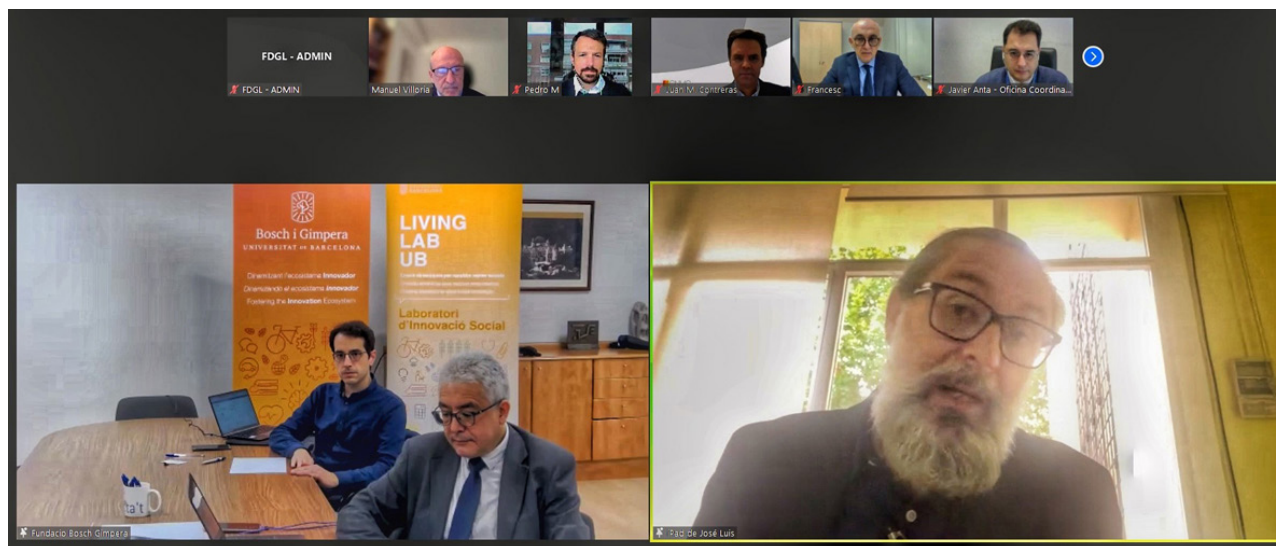 FDGL - ADMIN
FDGL - ADMIN
Manuel Villoria
Pedro M
Juan M. Contreras
Francesc
Javier Anta - Oficina Coordina...
Bosch i Gimpera
UNIVERSITAT DE BARCELONA
Dinamitzant l'ecosistema Innovador
Dinamizando el ecosistema innovador
Fostering the Innovation Ecosystem
LIVING
LAB
UB
Laboratori
d'Innovació Social
ta't
Fundació Bosch Gimpera
de José Luis